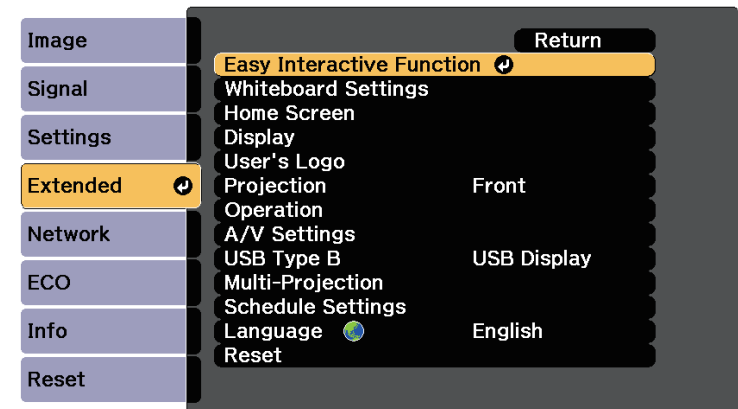 Image
Signal
Settings
Extended
Network
ECO
Info
Reset
Return
Easy Interactive Function
Whiteboard Settings
Home Screen
Display
User's Logo
Projection Front
Operation
A/V Settings
USB Type B USB Display
Multi-Projection
Schedule Settings
Language English
Reset